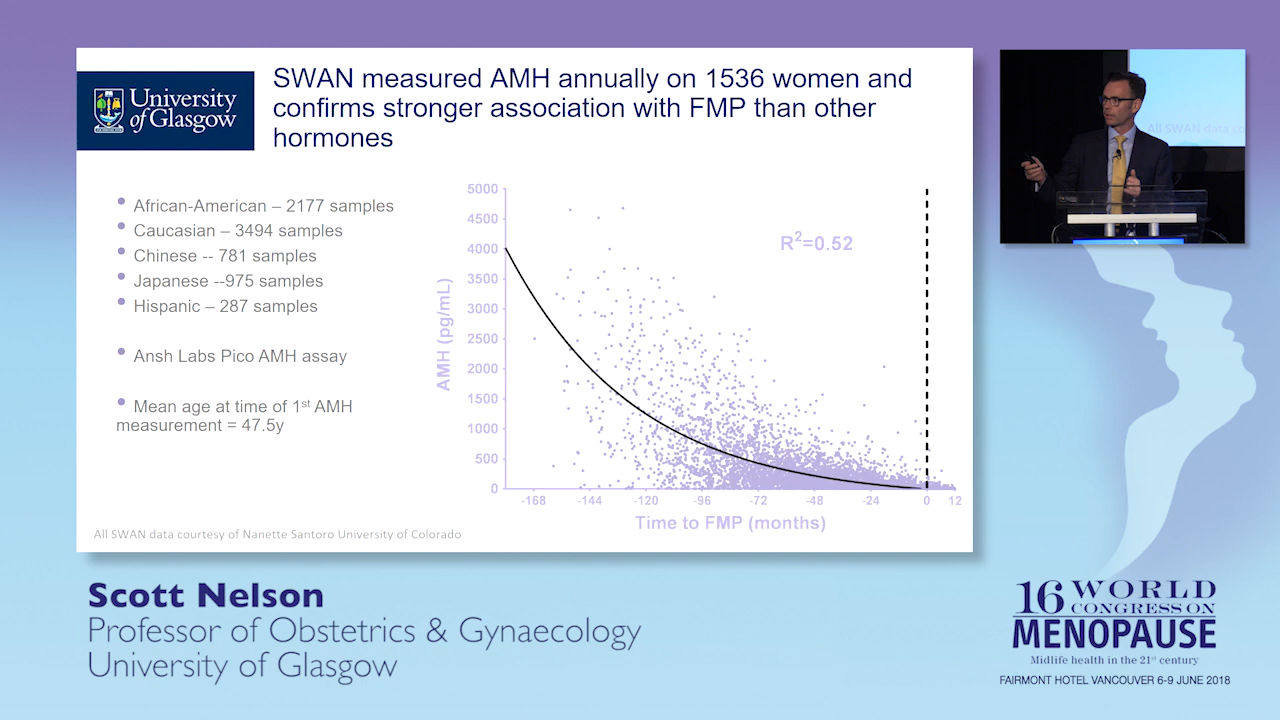 University
of Glasgow
SWAN measured AMH annually on 1536 women and
confirms stronger association with FMP than other
hormones
• African-American – 2177 samples
• Caucasian – 3494 samples
• Chinese -- 781 samples
• Japanese --975 samples
• Hispanic – 287 samples
• Ansh Labs Pico AMH assay
• Mean age at time of 1st AMH
measurement = 47.5y
5000
4500
4000
3500
3000
2500
2000
1500
1000
500
0
AMH (pg/mL)
R2=0.52
-168 -144 -120 -96 -72 -48 -24 0 12
Time to FMP (months)
All SWAN data courtesy of Nanette Santoro University of Colorado
All SWAN data co
Scott Nelson
Professor of Obstetrics & Gynaecology
University of Glasgow
16 WORLD
CONGRESS ON
MENOPAUSE
Midlife health in the 21st century
FAIRMONT HOTEL VANCOUVER 6-9 JUNE 2018